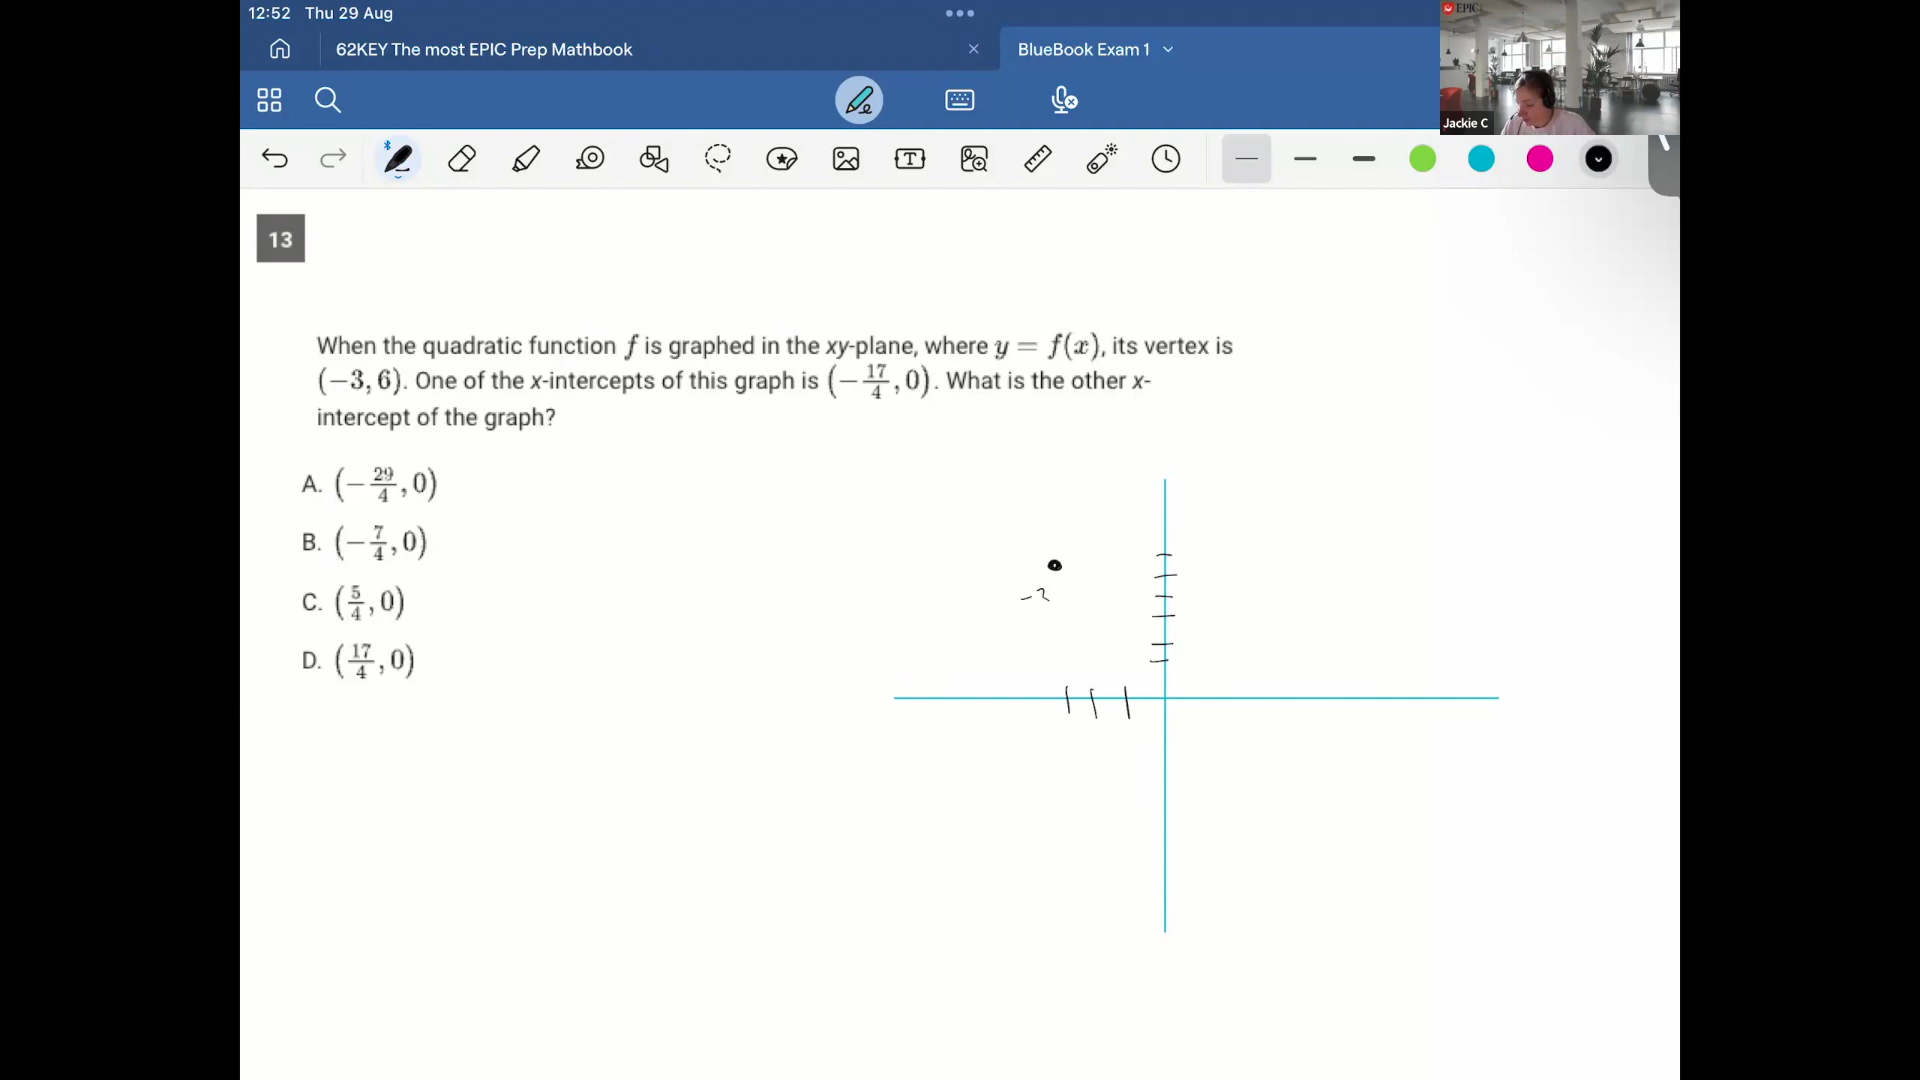 12:52 Thu 29 Aug
EPIC
62KEY The most EPIC Prep Mathbook
BlueBook Exam 1
Jackie C
13
When the quadratic function f is graphed in the xy-plane, where y = f(x), its vertex is
(−3, 6). One of the x-intercepts of this graph is (−17/4, 0). What is the other x-
intercept of the graph?
A. (−29/4, 0)
B. (−7/4, 0)
C. (5/4, 0)
D. (17/4, 0)